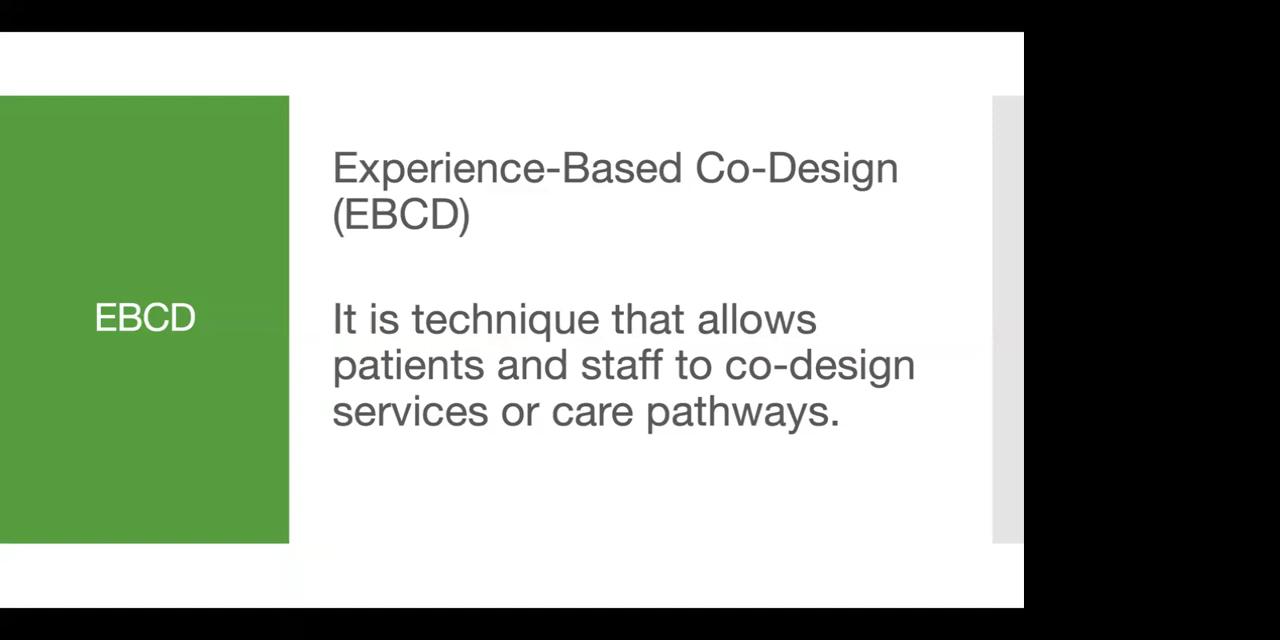 EBCD
Experience-Based Co-Design
(EBCD)
It is technique that allows
patients and staff to co-design
services or care pathways.